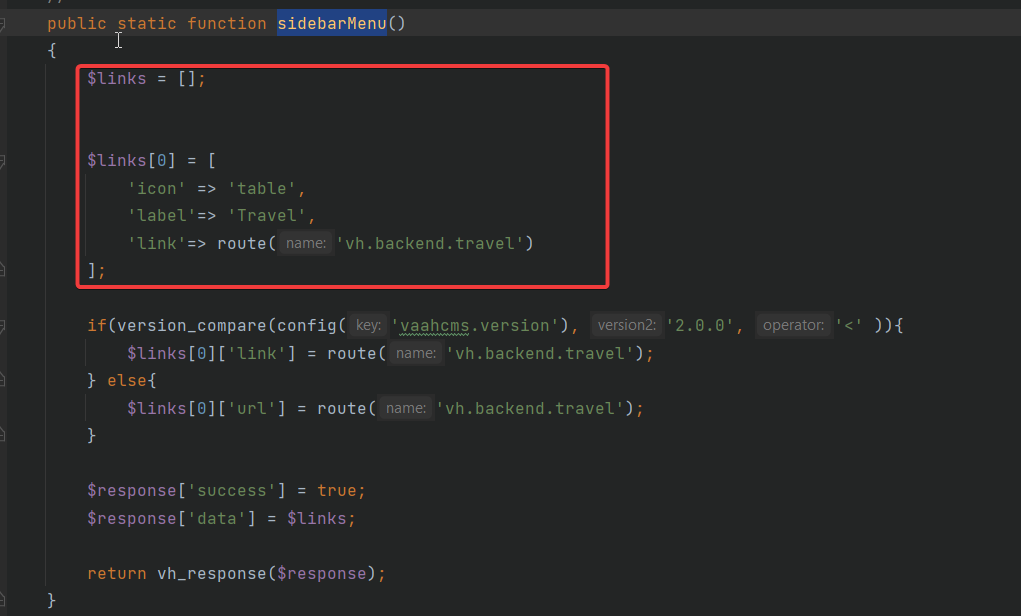 public static function sidebarMenu()
{
$links = [];
$links[0] = [
'icon' => 'table',
'label'=> 'Travel',
'link'=> route( name: 'vh.backend.travel')
];
if(version_compare(config( key: 'vaahcms.version'), version2: '2.0.0', operator: '<' )){
$links[0]['link'] = route( name: 'vh.backend.travel');
} else{
$links[0]['url'] = route( name: 'vh.backend.travel');
}
$response['success'] = true;
$response['data'] = $links;
return vh_response($response);
}